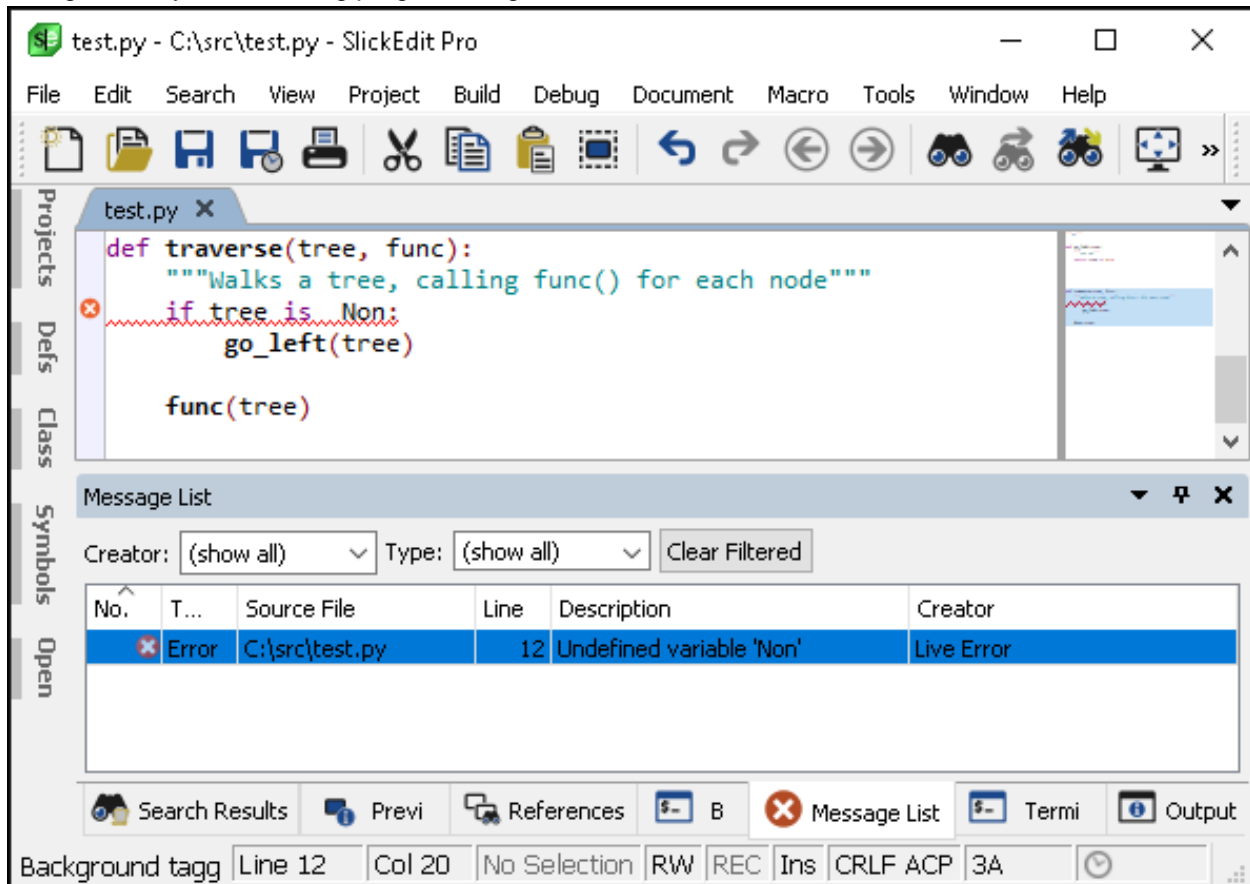 test.py - C:\src\test.py - SlickEdit Pro
File Edit Search View Project Build Debug Document Macro Tools Window Help
»
Projects
Defs
Class
Symbols
Open
test.py
def traverse(tree, func):
"""Walks a tree, calling func() for each node"""
if tree is  Non:
go_left(tree)
func(tree)
Message List
Creator: (show all) Type: (show all) Clear Filtered
No. T... Source File Line Description Creator
Error C:\src\test.py 12 Undefined variable 'Non' Live Error
Search Results Previ References B Message List Termi Output
Background tagg Line 12 Col 20 No Selection RW REC Ins CRLF ACP 3A